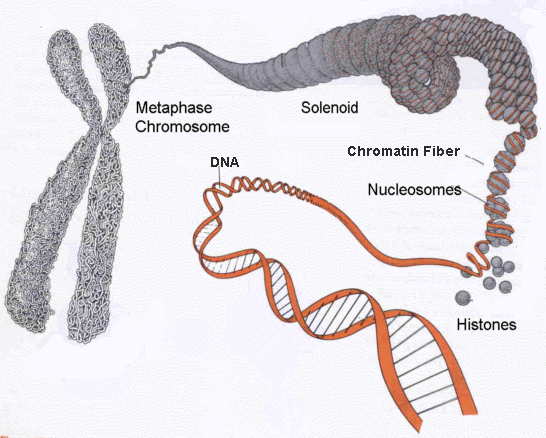 Metaphase
Chromosome
Solenoid
Chromatin Fiber
DNA
Nucleosomes
Histones